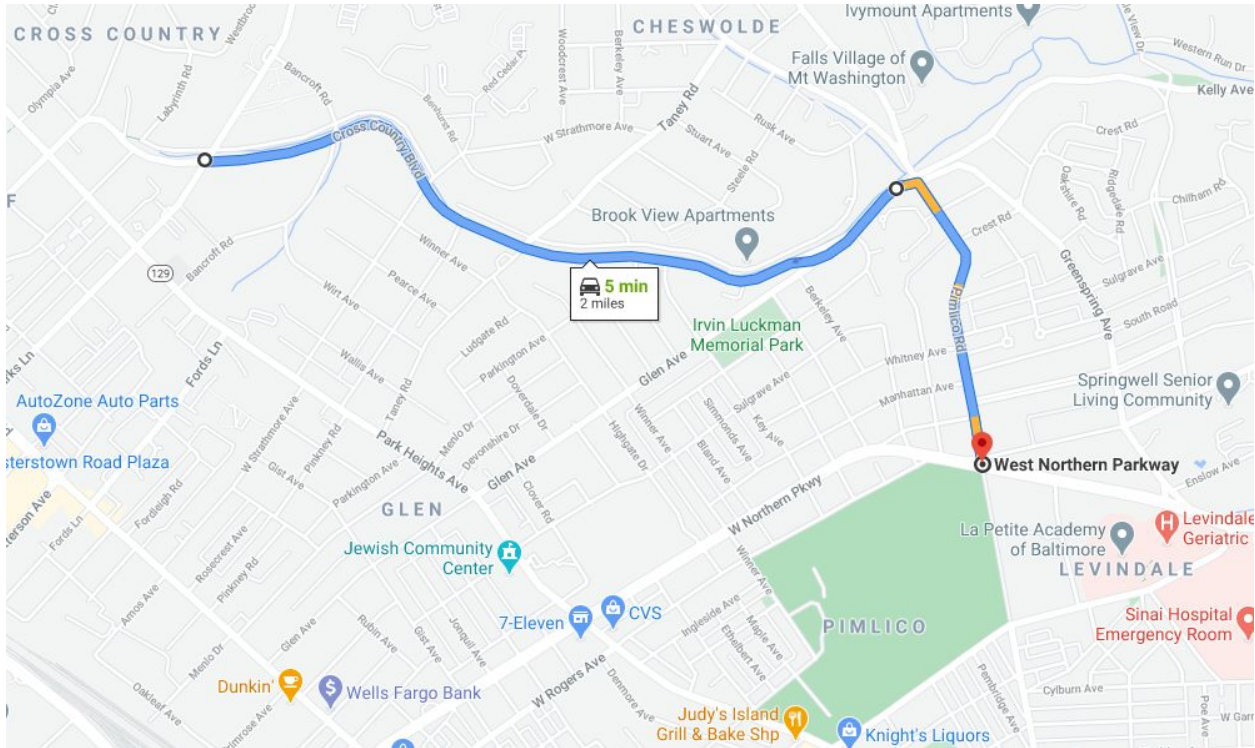 CROSS COUNTRY
CHESWOLDE
Ivymount Apartments
Falls Village of
Mt Washington
Western Run Dr
Kelly Ave
Olympia Ave
Labyrinth Rd
Bancroft Rd
Benhurst Rd
Red Cedar Pl
Woodcrest Ave
Berkeley Ave
Taney Rd
W Strathmore Ave
Stuart Ave
Rusk Ave
Steele Rd
Cross Country Blvd
Crest Rd
Oakshire Rd
Ridgedale Rd
Chilham Rd
Brook View Apartments
Crest Rd
Greenspring Ave
Sulgrave Ave
South Road
129
Bancroft Rd
Winner Ave
Pearce Ave
Wirt Ave
5 min
2 miles
Berkeley Ave
Pimlico Rd
Irvin Luckman
Memorial Park
Ludgate Rd
Parkington Ave
Glen Ave
Whitney Ave
Manhattan Ave
Fords Ln
Wallis Ave
Taney Rd
Doverdale Dr
Sulgrave Ave
Springwell Senior
Living Community
AutoZone Auto Parts
sterstown Road Plaza
W Strathmore Ave
Pinkney Rd
Gist Ave
Park Heights Ave
Menlo Dr
Devonshire Dr
Highgate Dr
Winner Ave
Simmonds Ave
Bland Ave
Key Ave
West Northern Parkway
Enslow Ave
Parkington Ave
Glen Ave
Clover Rd
Fordleigh Rd
Fords Ln
Rosecrest Ave
Pinkney Rd
GLEN
W Northern Pkwy
La Petite Academy
of Baltimore
Levindale
Geriatric
LEVINDALE
Jewish Community
Center
Winner Ave
Amos Ave
Glen Ave
Rubin Ave
Gist Ave
Jonquil Ave
7-Eleven
CVS
Ingleside Ave
Ethelbert Ave
Maple Ave
PIMLICO
Sinai Hospital
Emergency Room
Menlo Dr
Oakleaf Ave
Primrose Ave
Dunkin'
Wells Fargo Bank
W Rogers Ave
Denmore Ave
Pembridge Ave
Cylburn Ave
Poe Ave
Judy's Island
Grill & Bake Shp
Knight's Liquors